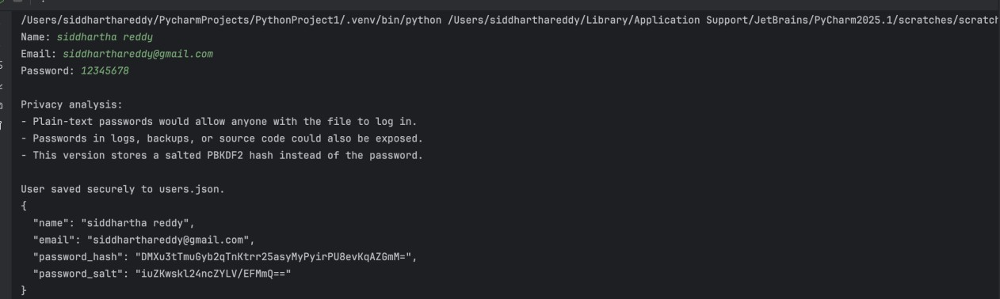 /Users/siddharthareddy/PycharmProjects/PythonProject1/.venv/bin/python /Users/siddharthareddy/Library/Application Support/JetBrains/PyCharm2025.1/scratches/scratch
Name: siddhartha reddy
Email: siddharthareddy@gmail.com
Password: 12345678
Privacy analysis:
- Plain-text passwords would allow anyone with the file to log in.
- Passwords in logs, backups, or source code could also be exposed.
- This version stores a salted PBKDF2 hash instead of the password.
User saved securely to users.json.
{
  "name": "siddhartha reddy",
  "email": "siddharthareddy@gmail.com",
  "password_hash": "DMXu3tTmuGyb2qTnKtrr25asyMyPyirPU8evKqAZGmM=",
  "password_salt": "iuZKwskl24ncZYLV/EFMmQ=="
}